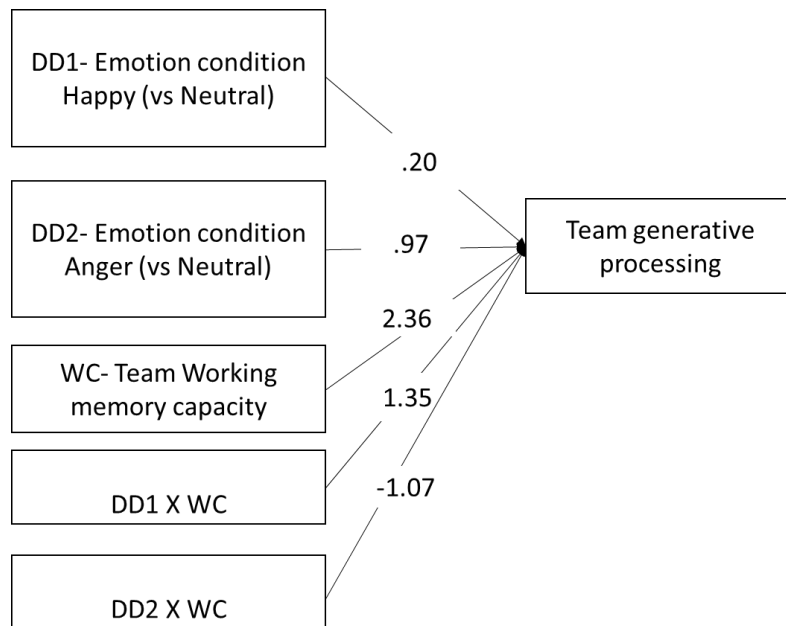 DD1- Emotion condition
Happy (vs Neutral)
.20
DD2- Emotion condition
Anger (vs Neutral)
.97
Team generative
processing
2.36
WC- Team Working
memory capacity
1.35
DD1 X WC
-1.07
DD2 X WC